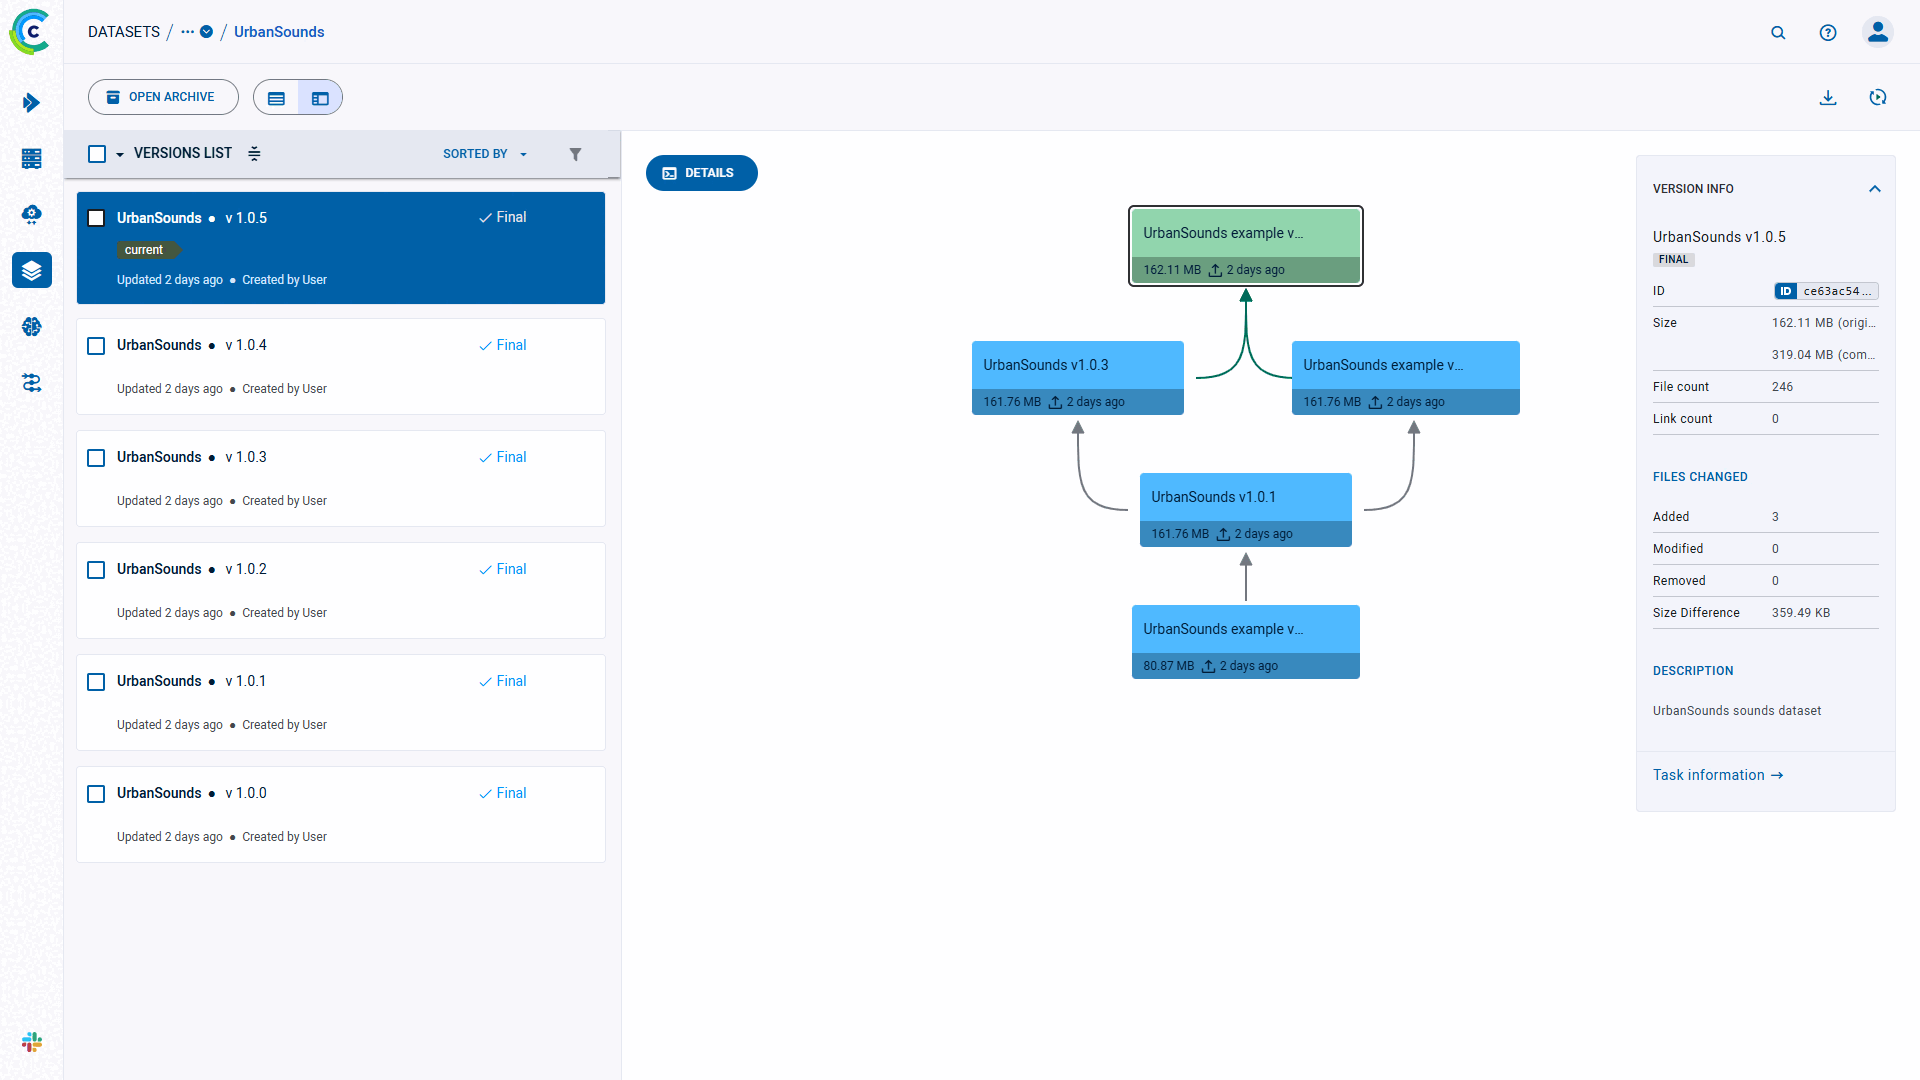 DATASETS / ··· / UrbanSounds
OPEN ARCHIVE
VERSIONS LIST
SORTED BY
UrbanSounds ● v 1.0.5
Final
current
Updated 2 days ago ● Created by User
UrbanSounds ● v 1.0.4
Final
Updated 2 days ago ● Created by User
UrbanSounds ● v 1.0.3
Final
Updated 2 days ago ● Created by User
UrbanSounds ● v 1.0.2
Final
Updated 2 days ago ● Created by User
UrbanSounds ● v 1.0.1
Final
Updated 2 days ago ● Created by User
UrbanSounds ● v 1.0.0
Final
Updated 2 days ago ● Created by User
DETAILS
UrbanSounds example v...
162.11 MB 2 days ago
UrbanSounds v1.0.3
161.76 MB 2 days ago
UrbanSounds example v...
161.76 MB 2 days ago
UrbanSounds v1.0.1
161.76 MB 2 days ago
UrbanSounds example v...
80.87 MB 2 days ago
VERSION INFO
UrbanSounds v1.0.5
FINAL
ID ID ce63ac54...
Size 162.11 MB (origi...
319.04 MB (com...
File count 246
Link count 0
FILES CHANGED
Added 3
Modified 0
Removed 0
Size Difference 359.49 KB
DESCRIPTION
UrbanSounds sounds dataset
Task information →